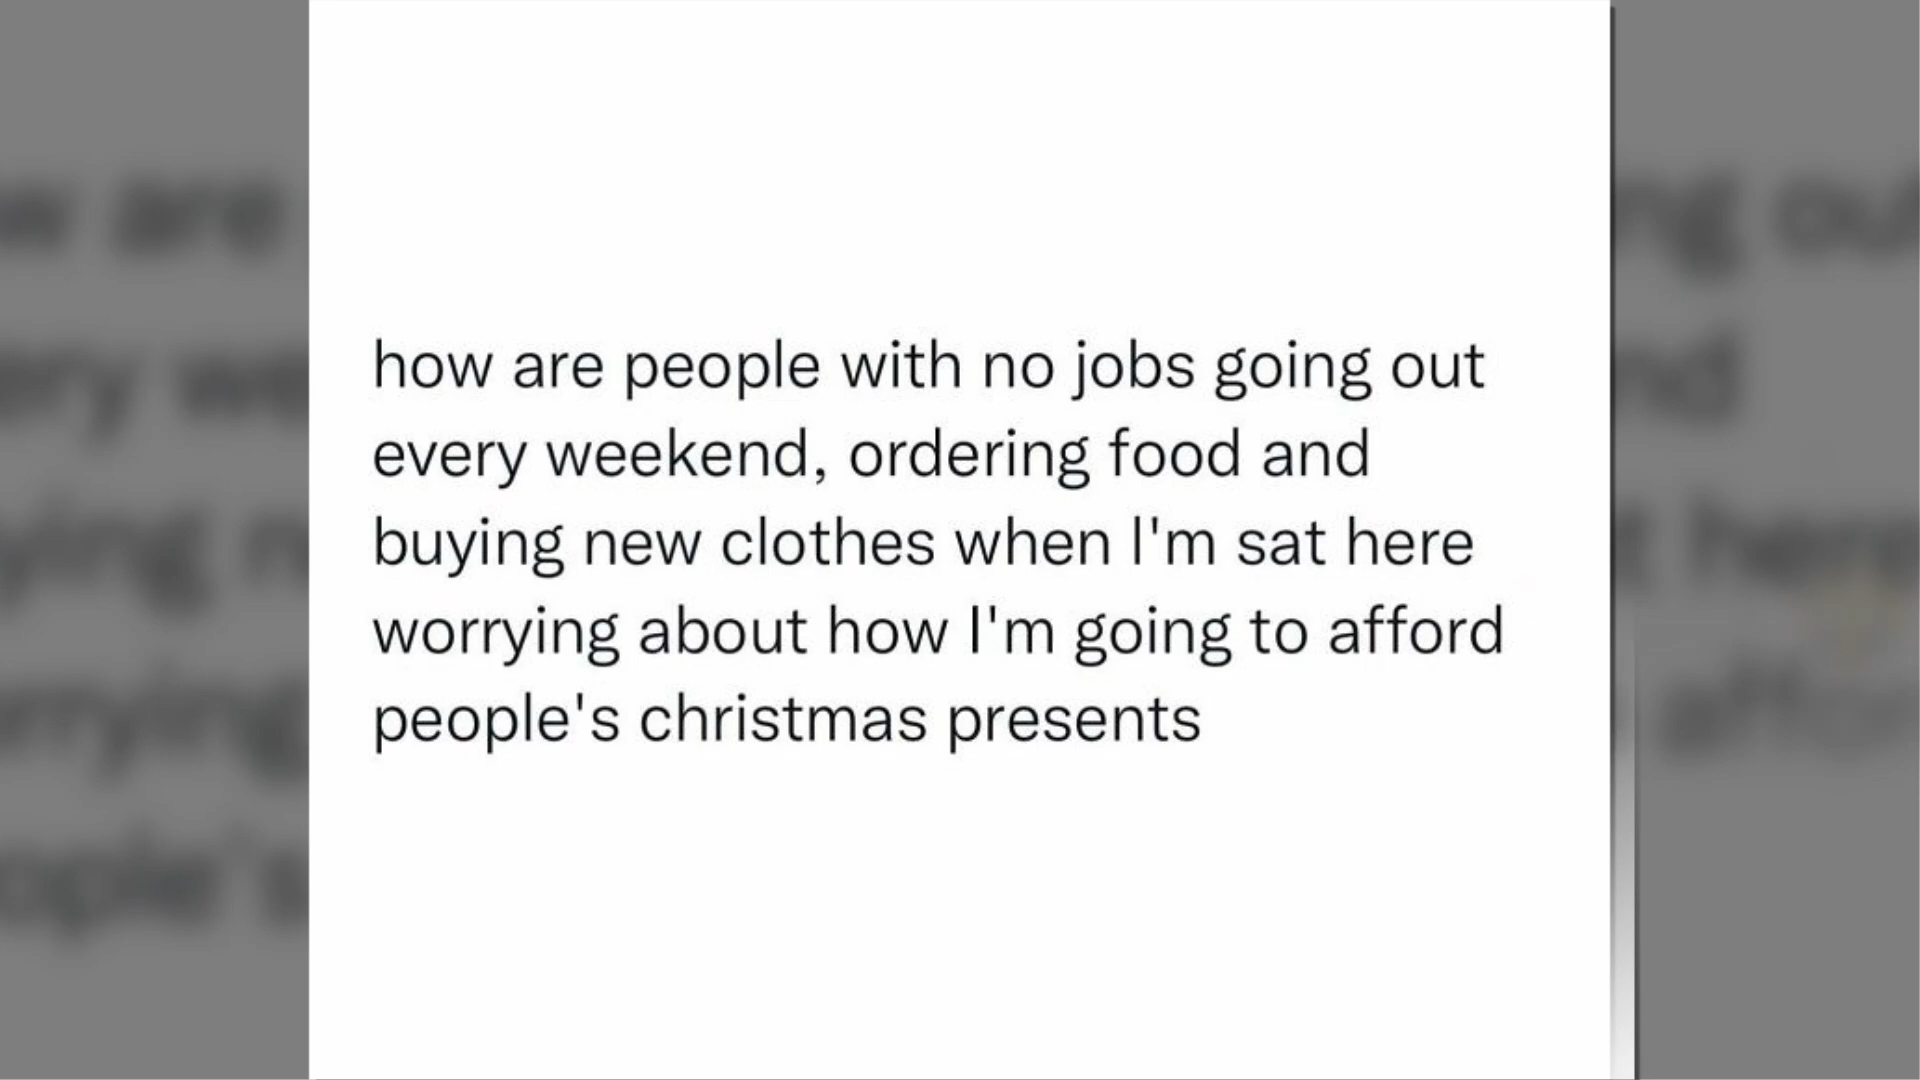 how are people with no jobs going out
every weekend, ordering food and
buying new clothes when I'm sat here
worrying about how I'm going to afford
people's christmas presents